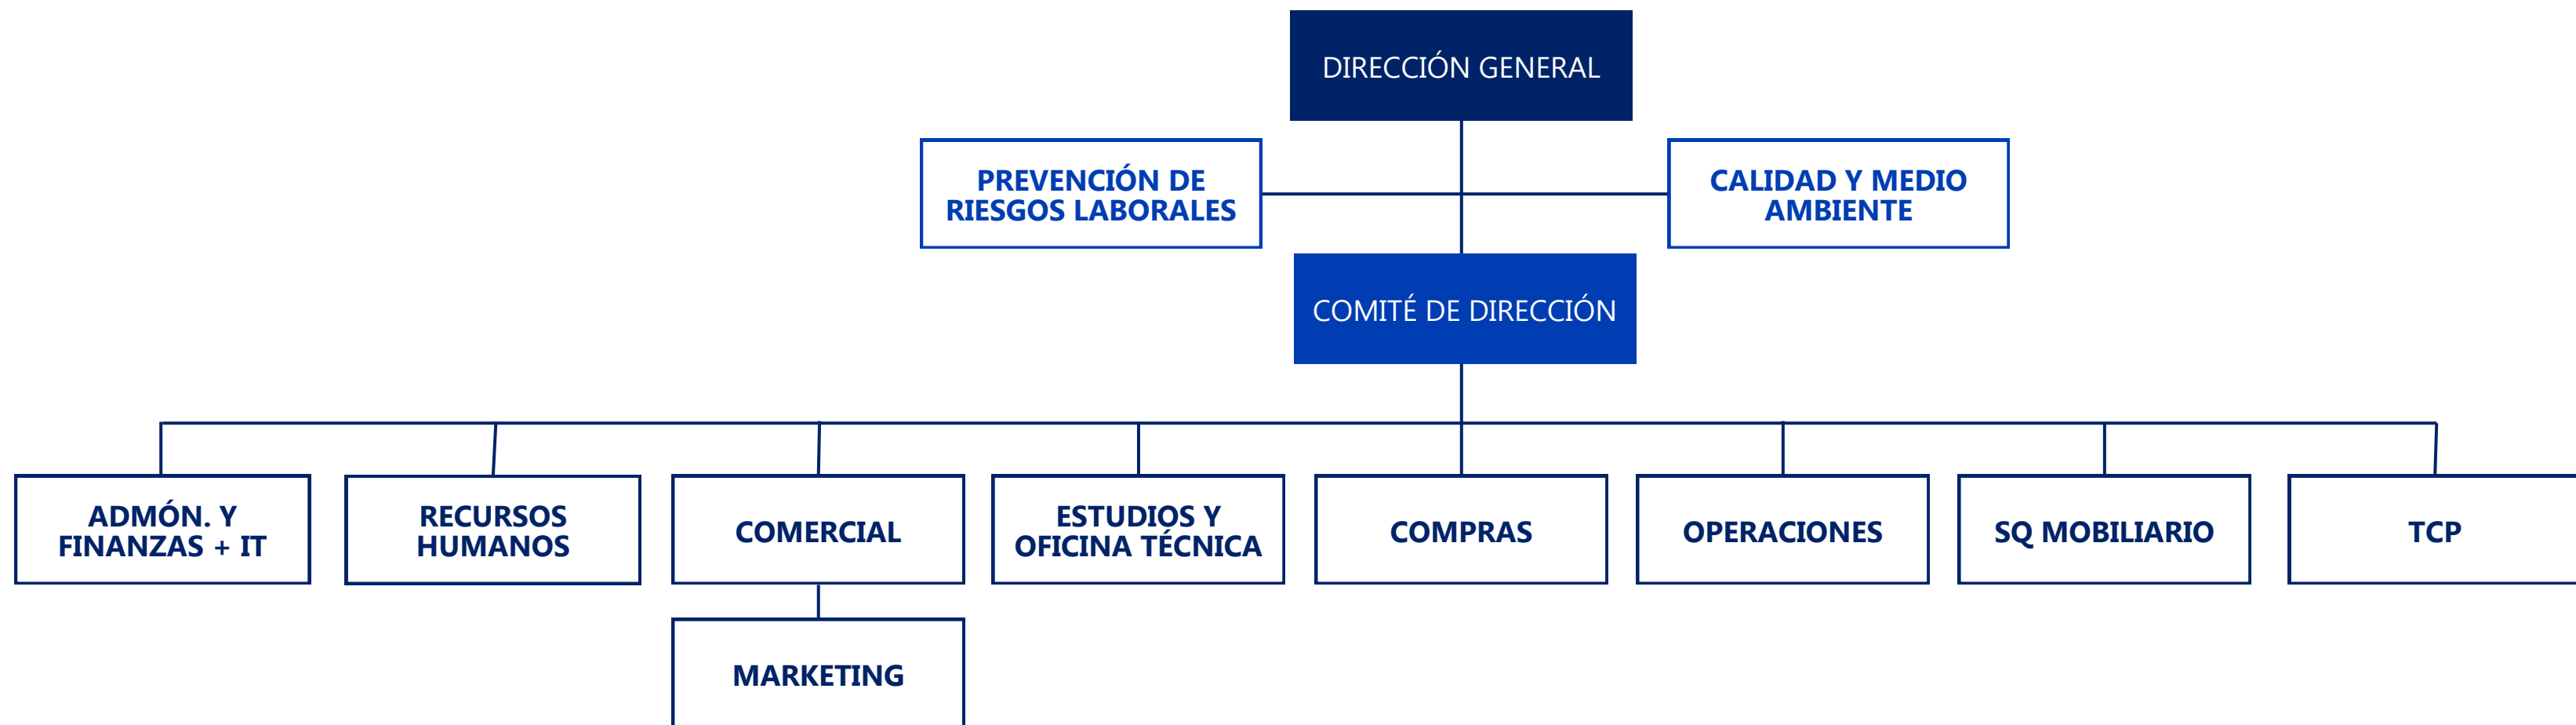 DIRECCIÓN GENERAL
PREVENCIÓN DE
RIESGOS LABORALES
CALIDAD Y MEDIO
AMBIENTE
COMITÉ DE DIRECCIÓN
ADMÓN. Y
FINANZAS + IT
RECURSOS
HUMANOS
COMERCIAL
ESTUDIOS Y
OFICINA TÉCNICA
COMPRAS
OPERACIONES
SQ MOBILIARIO
TCP
MARKETING